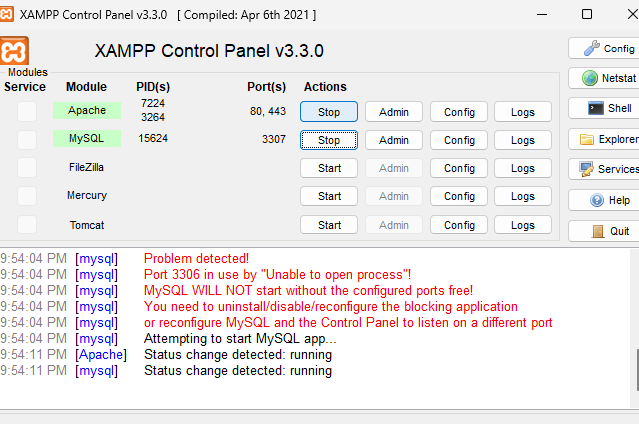 XAMPP Control Panel v3.3.0 [ Compiled: Apr 6th 2021 ]
XAMPP Control Panel v3.3.0
Config
Modules
Service Module PID(s) Port(s) Actions
Netstat
Apache 7224 3264 80, 443 Stop Admin Config Logs
Shell
MySQL 15624 3307 Stop Admin Config Logs
Explorer
FileZilla Start Admin Config Logs
Services
Mercury Start Admin Config Logs
Help
Tomcat Start Admin Config Logs
Quit
9:54:04 PM [mysql] Problem detected!
9:54:04 PM [mysql] Port 3306 in use by "Unable to open process"!
9:54:04 PM [mysql] MySQL WILL NOT start without the configured ports free!
9:54:04 PM [mysql] You need to uninstall/disable/reconfigure the blocking application
9:54:04 PM [mysql] or reconfigure MySQL and the Control Panel to listen on a different port
9:54:04 PM [mysql] Attempting to start MySQL app...
9:54:11 PM [Apache] Status change detected: running
9:54:11 PM [mysql] Status change detected: running